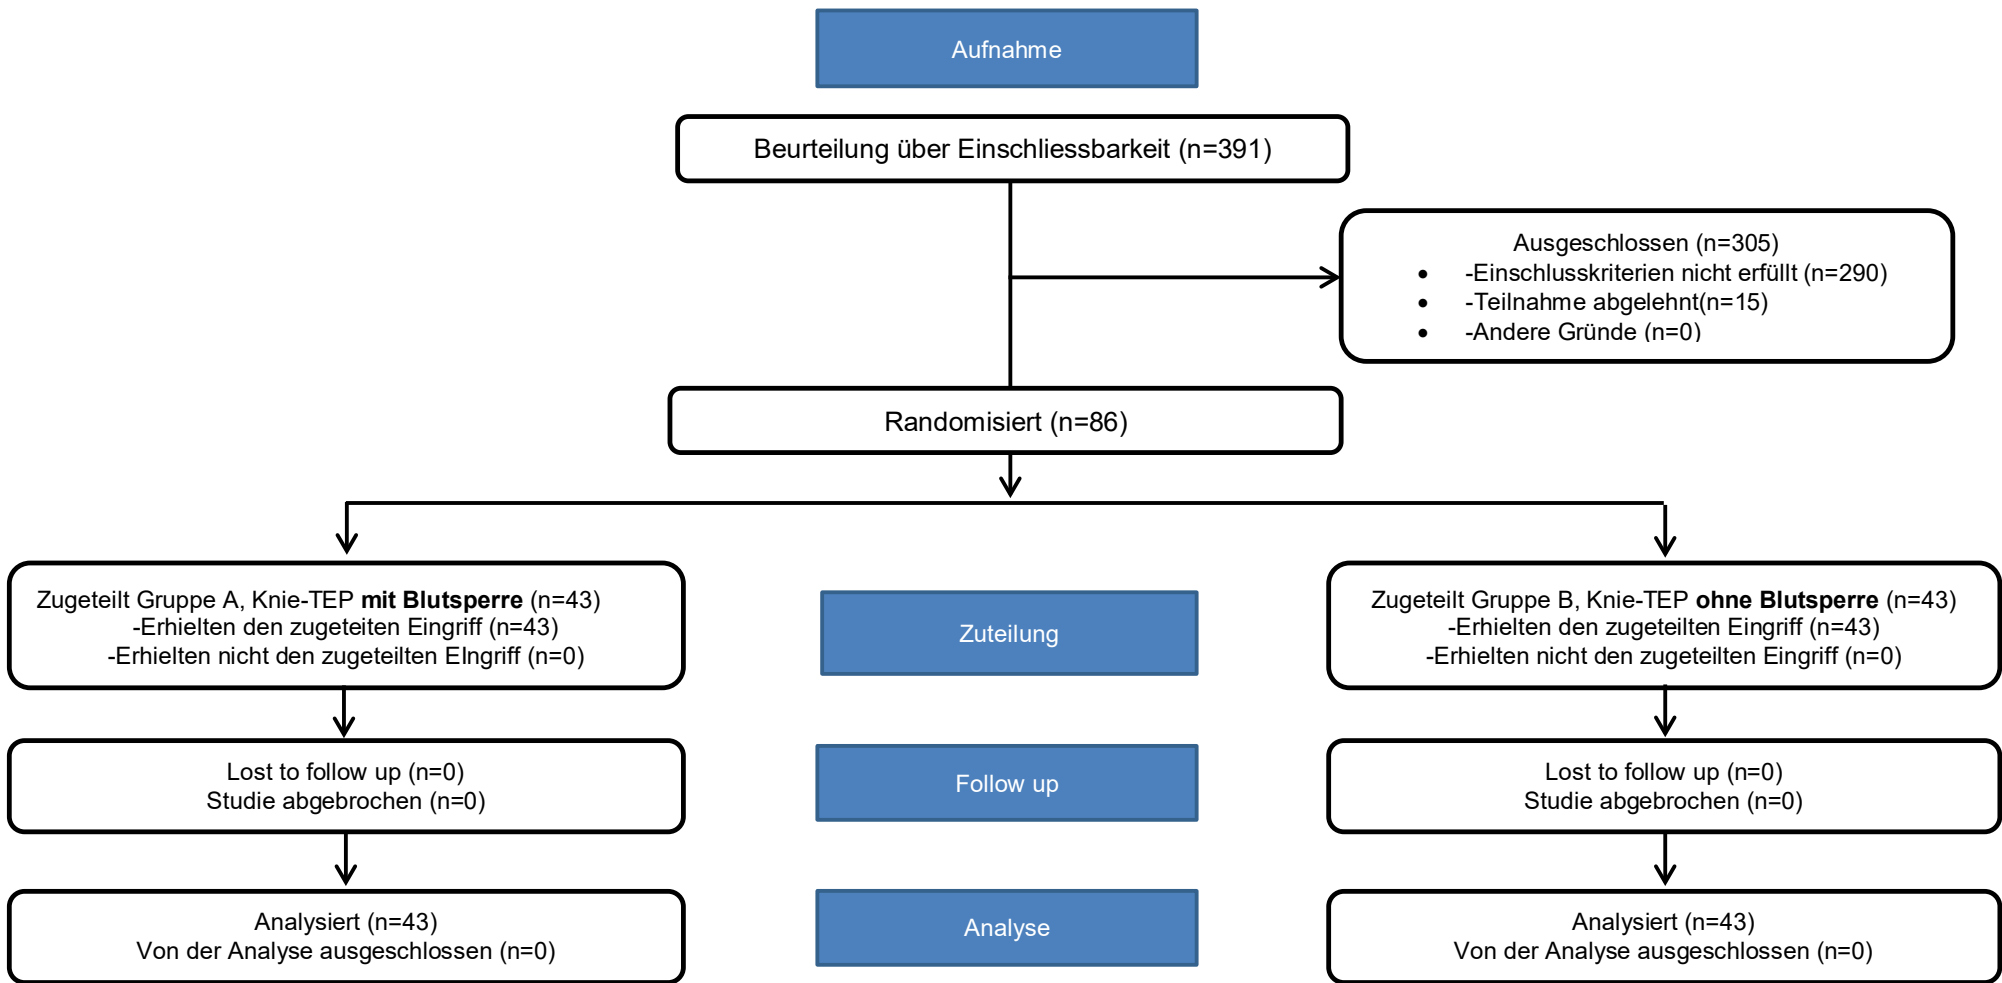 Aufnahme
Beurteilung über Einschliessbarkeit (n=391)
Ausgeschlossen (n=305)
• -Einschlusskriterien nicht erfüllt (n=290)
• -Teilnahme abgelehnt(n=15)
• -Andere Gründe (n=0)
Randomisiert (n=86)
Zugeteilt Gruppe A, Knie-TEP mit Blutsperre (n=43)
-Erhielten den zugeteiten Eingriff (n=43)
-Erhielten nicht den zugeteilten EIngriff (n=0)
Zuteilung
Zugeteilt Gruppe B, Knie-TEP ohne Blutsperre (n=43)
-Erhielten den zugeteilten Eingriff (n=43)
-Erhielten nicht den zugeteilten Eingriff (n=0)
Lost to follow up (n=0)
Studie abgebrochen (n=0)
Follow up
Lost to follow up (n=0)
Studie abgebrochen (n=0)
Analysiert (n=43)
Von der Analyse ausgeschlossen (n=0)
Analyse
Analysiert (n=43)
Von der Analyse ausgeschlossen (n=0)